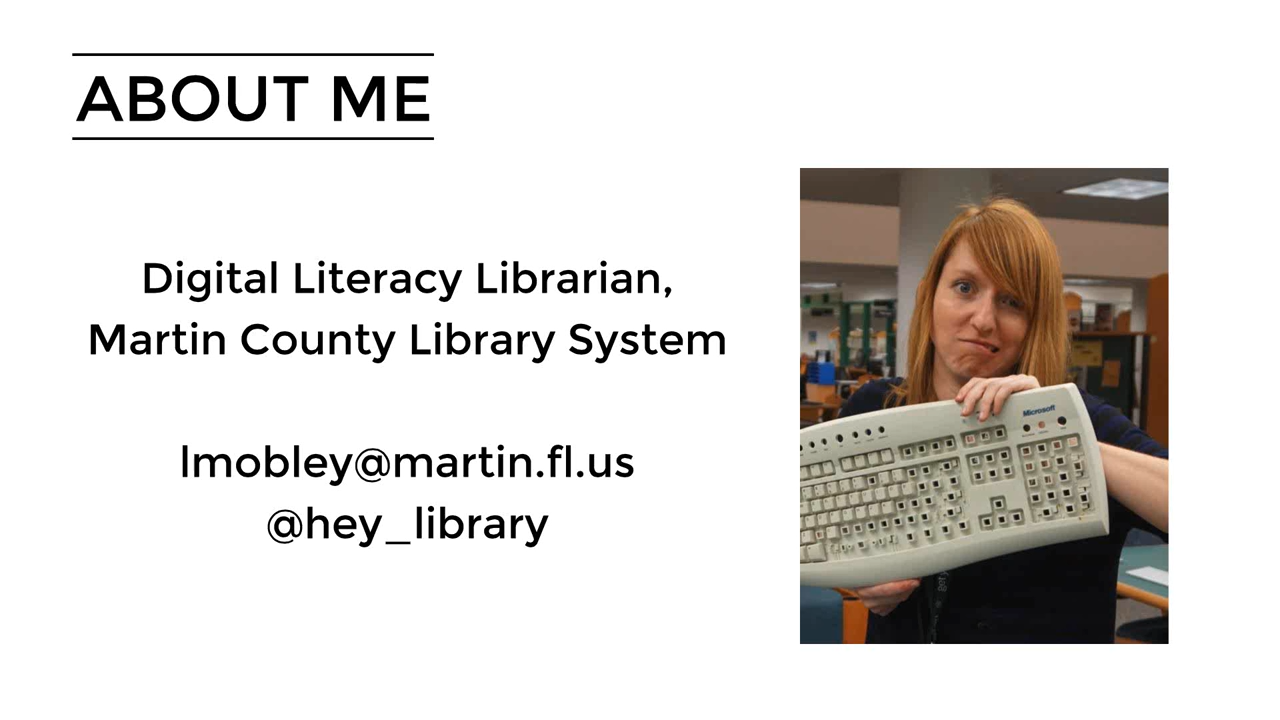 ABOUT ME
Digital Literacy Librarian,
Martin County Library System
lmobley@martin.fl.us
@hey_library
Microsoft